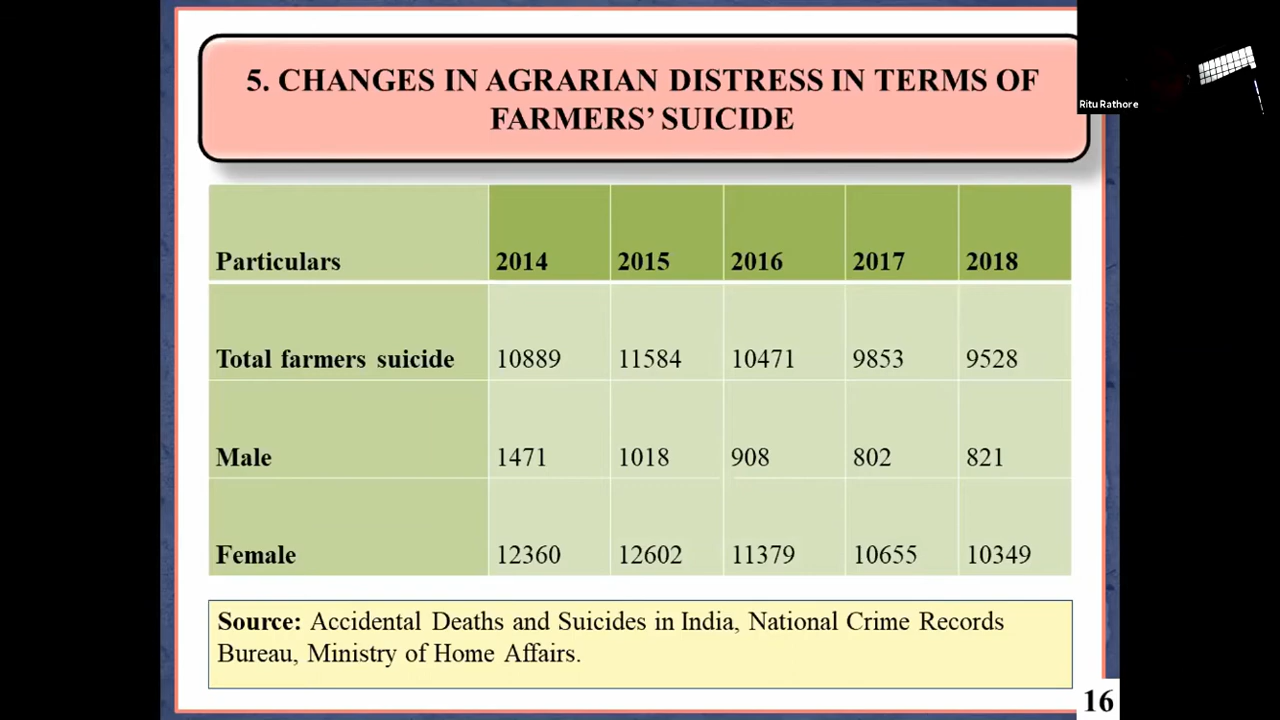 5. CHANGES IN AGRARIAN DISTRESS IN TERMS OF
FARMERS' SUICIDE
Ritu Rathore
Particulars 2014 2015 2016 2017 2018
Total farmers suicide 10889 11584 10471 9853 9528
Male 1471 1018 908 802 821
Female 12360 12602 11379 10655 10349
Source: Accidental Deaths and Suicides in India, National Crime Records
Bureau, Ministry of Home Affairs.
16